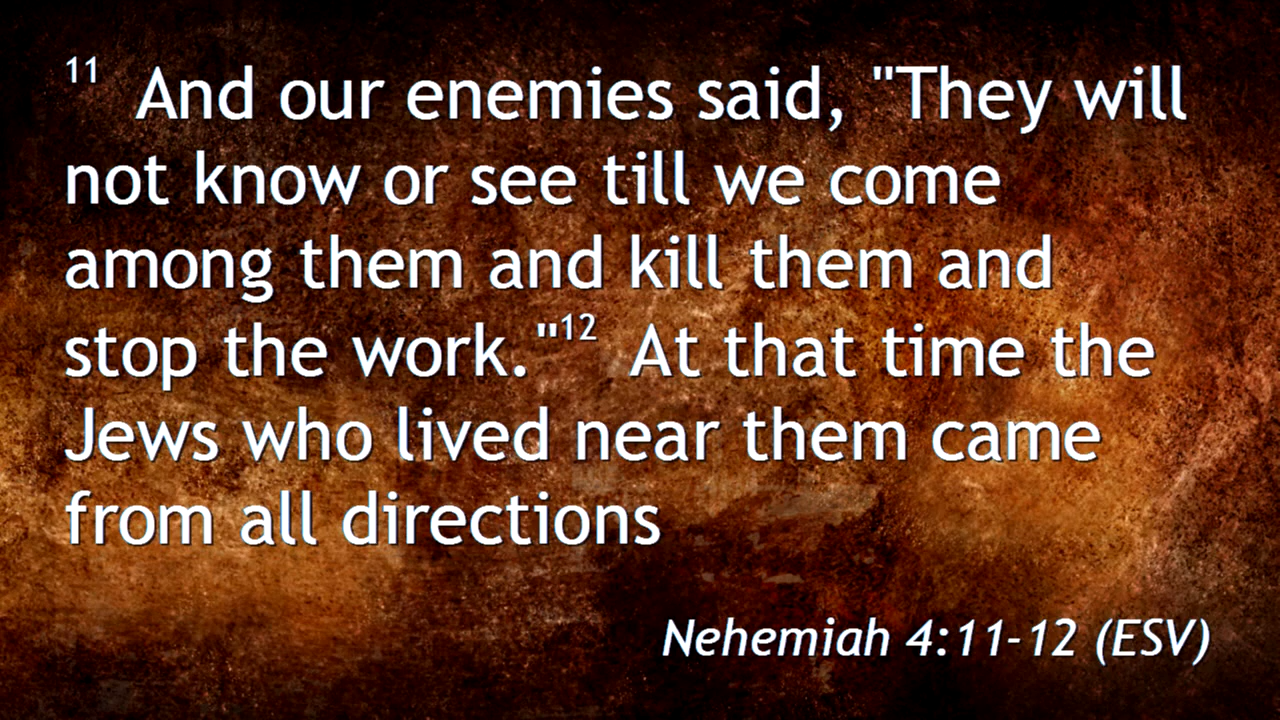 11 And our enemies said, "They will
not know or see till we come
among them and kill them and
stop the work."12 At that time the
Jews who lived near them came
from all directions
Nehemiah 4:11-12 (ESV)